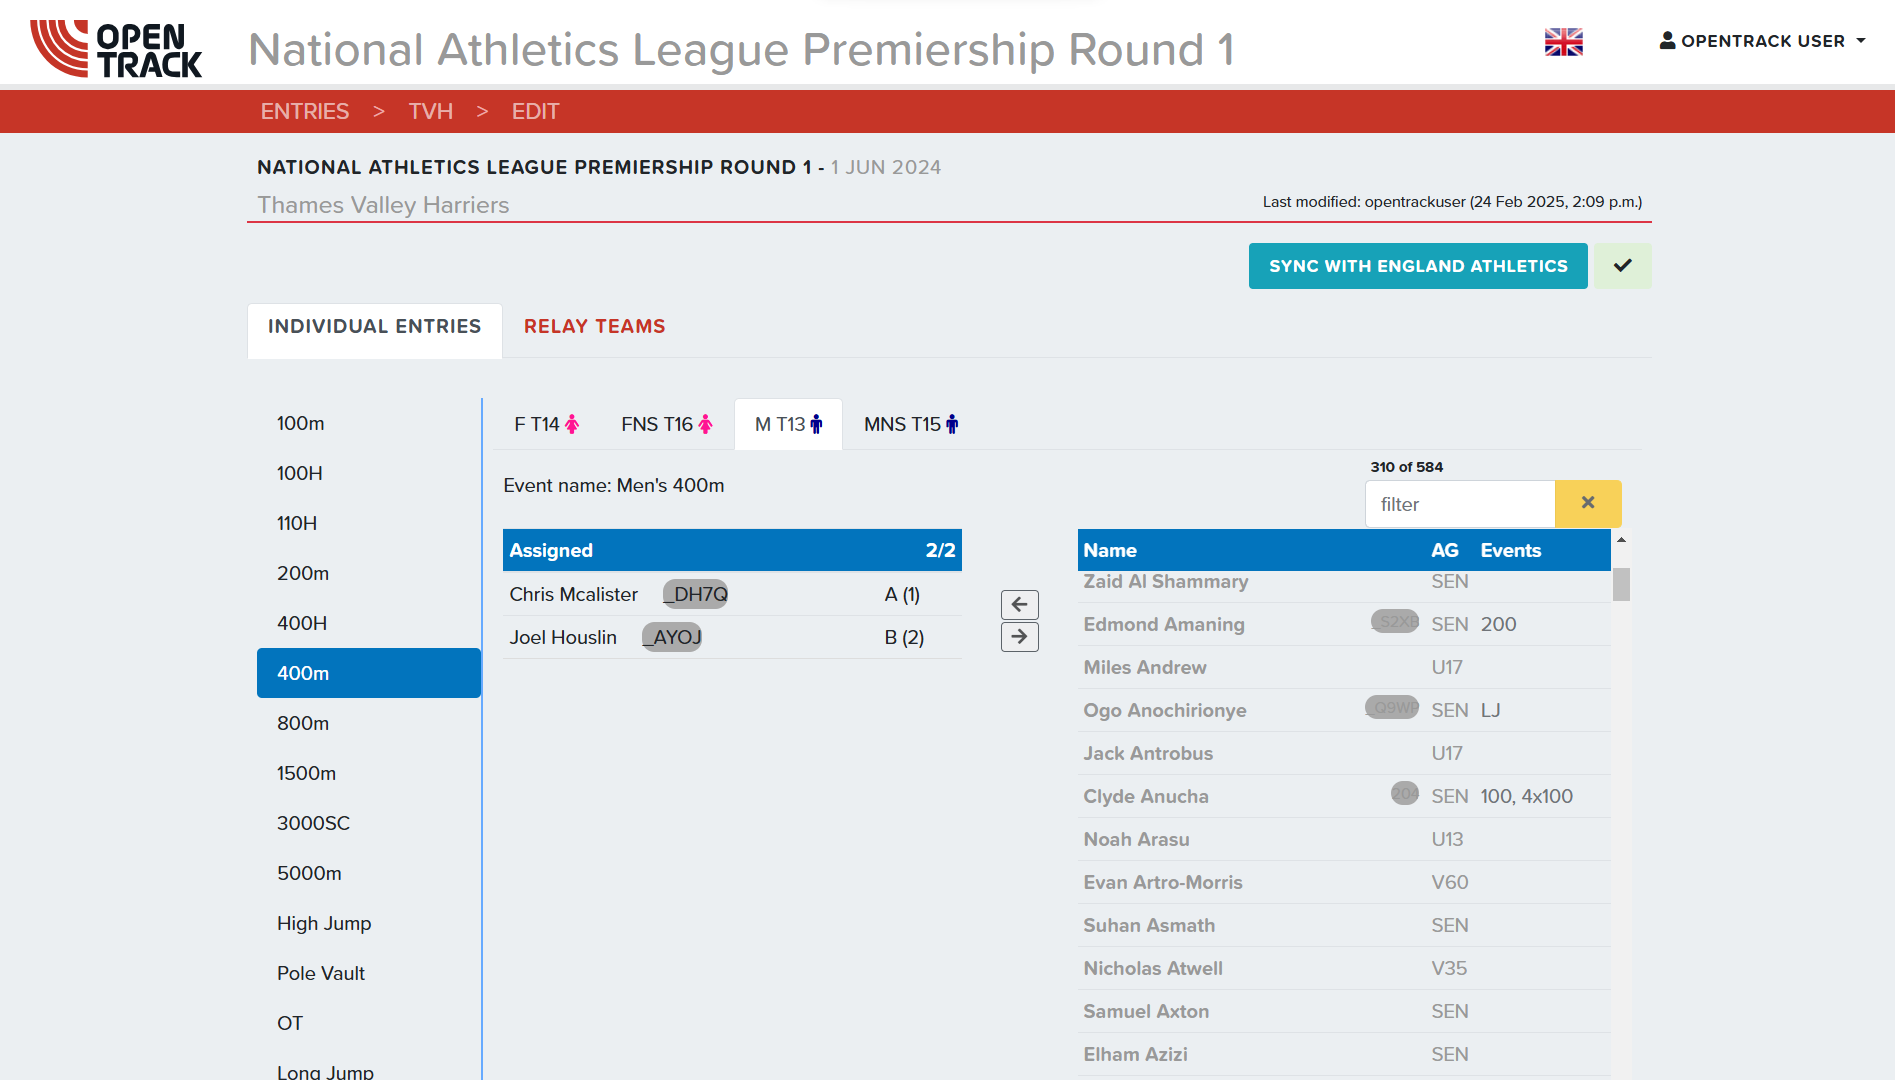 OPEN TRACK
National Athletics League Premiership Round 1
OPENTRACK USER
ENTRIES > TVH > EDIT
NATIONAL ATHLETICS LEAGUE PREMIERSHIP ROUND 1 - 1 JUN 2024
Thames Valley Harriers
Last modified: opentrackuser (24 Feb 2025, 2:09 p.m.)
SYNC WITH ENGLAND ATHLETICS
INDIVIDUAL ENTRIES
RELAY TEAMS
100m
100H
110H
200m
400H
400m
800m
1500m
3000SC
5000m
High Jump
Pole Vault
OT
Long Jump
F T14
FNS T16
M T13
MNS T15
Event name: Men's 400m
310 of 584
filter
Assigned 2/2
Chris Mcalister _DH7Q A (1)
Joel Houslin _AYOJ B (2)
Name AG Events
Zaid Al Shammary SEN
Edmond Amaning _S2XB SEN 200
Miles Andrew U17
Ogo Anochirionye _Q9WP SEN LJ
Jack Antrobus U17
Clyde Anucha 204 SEN 100, 4x100
Noah Arasu U13
Evan Artro-Morris V60
Suhan Asmath SEN
Nicholas Atwell V35
Samuel Axton SEN
Elham Azizi SEN